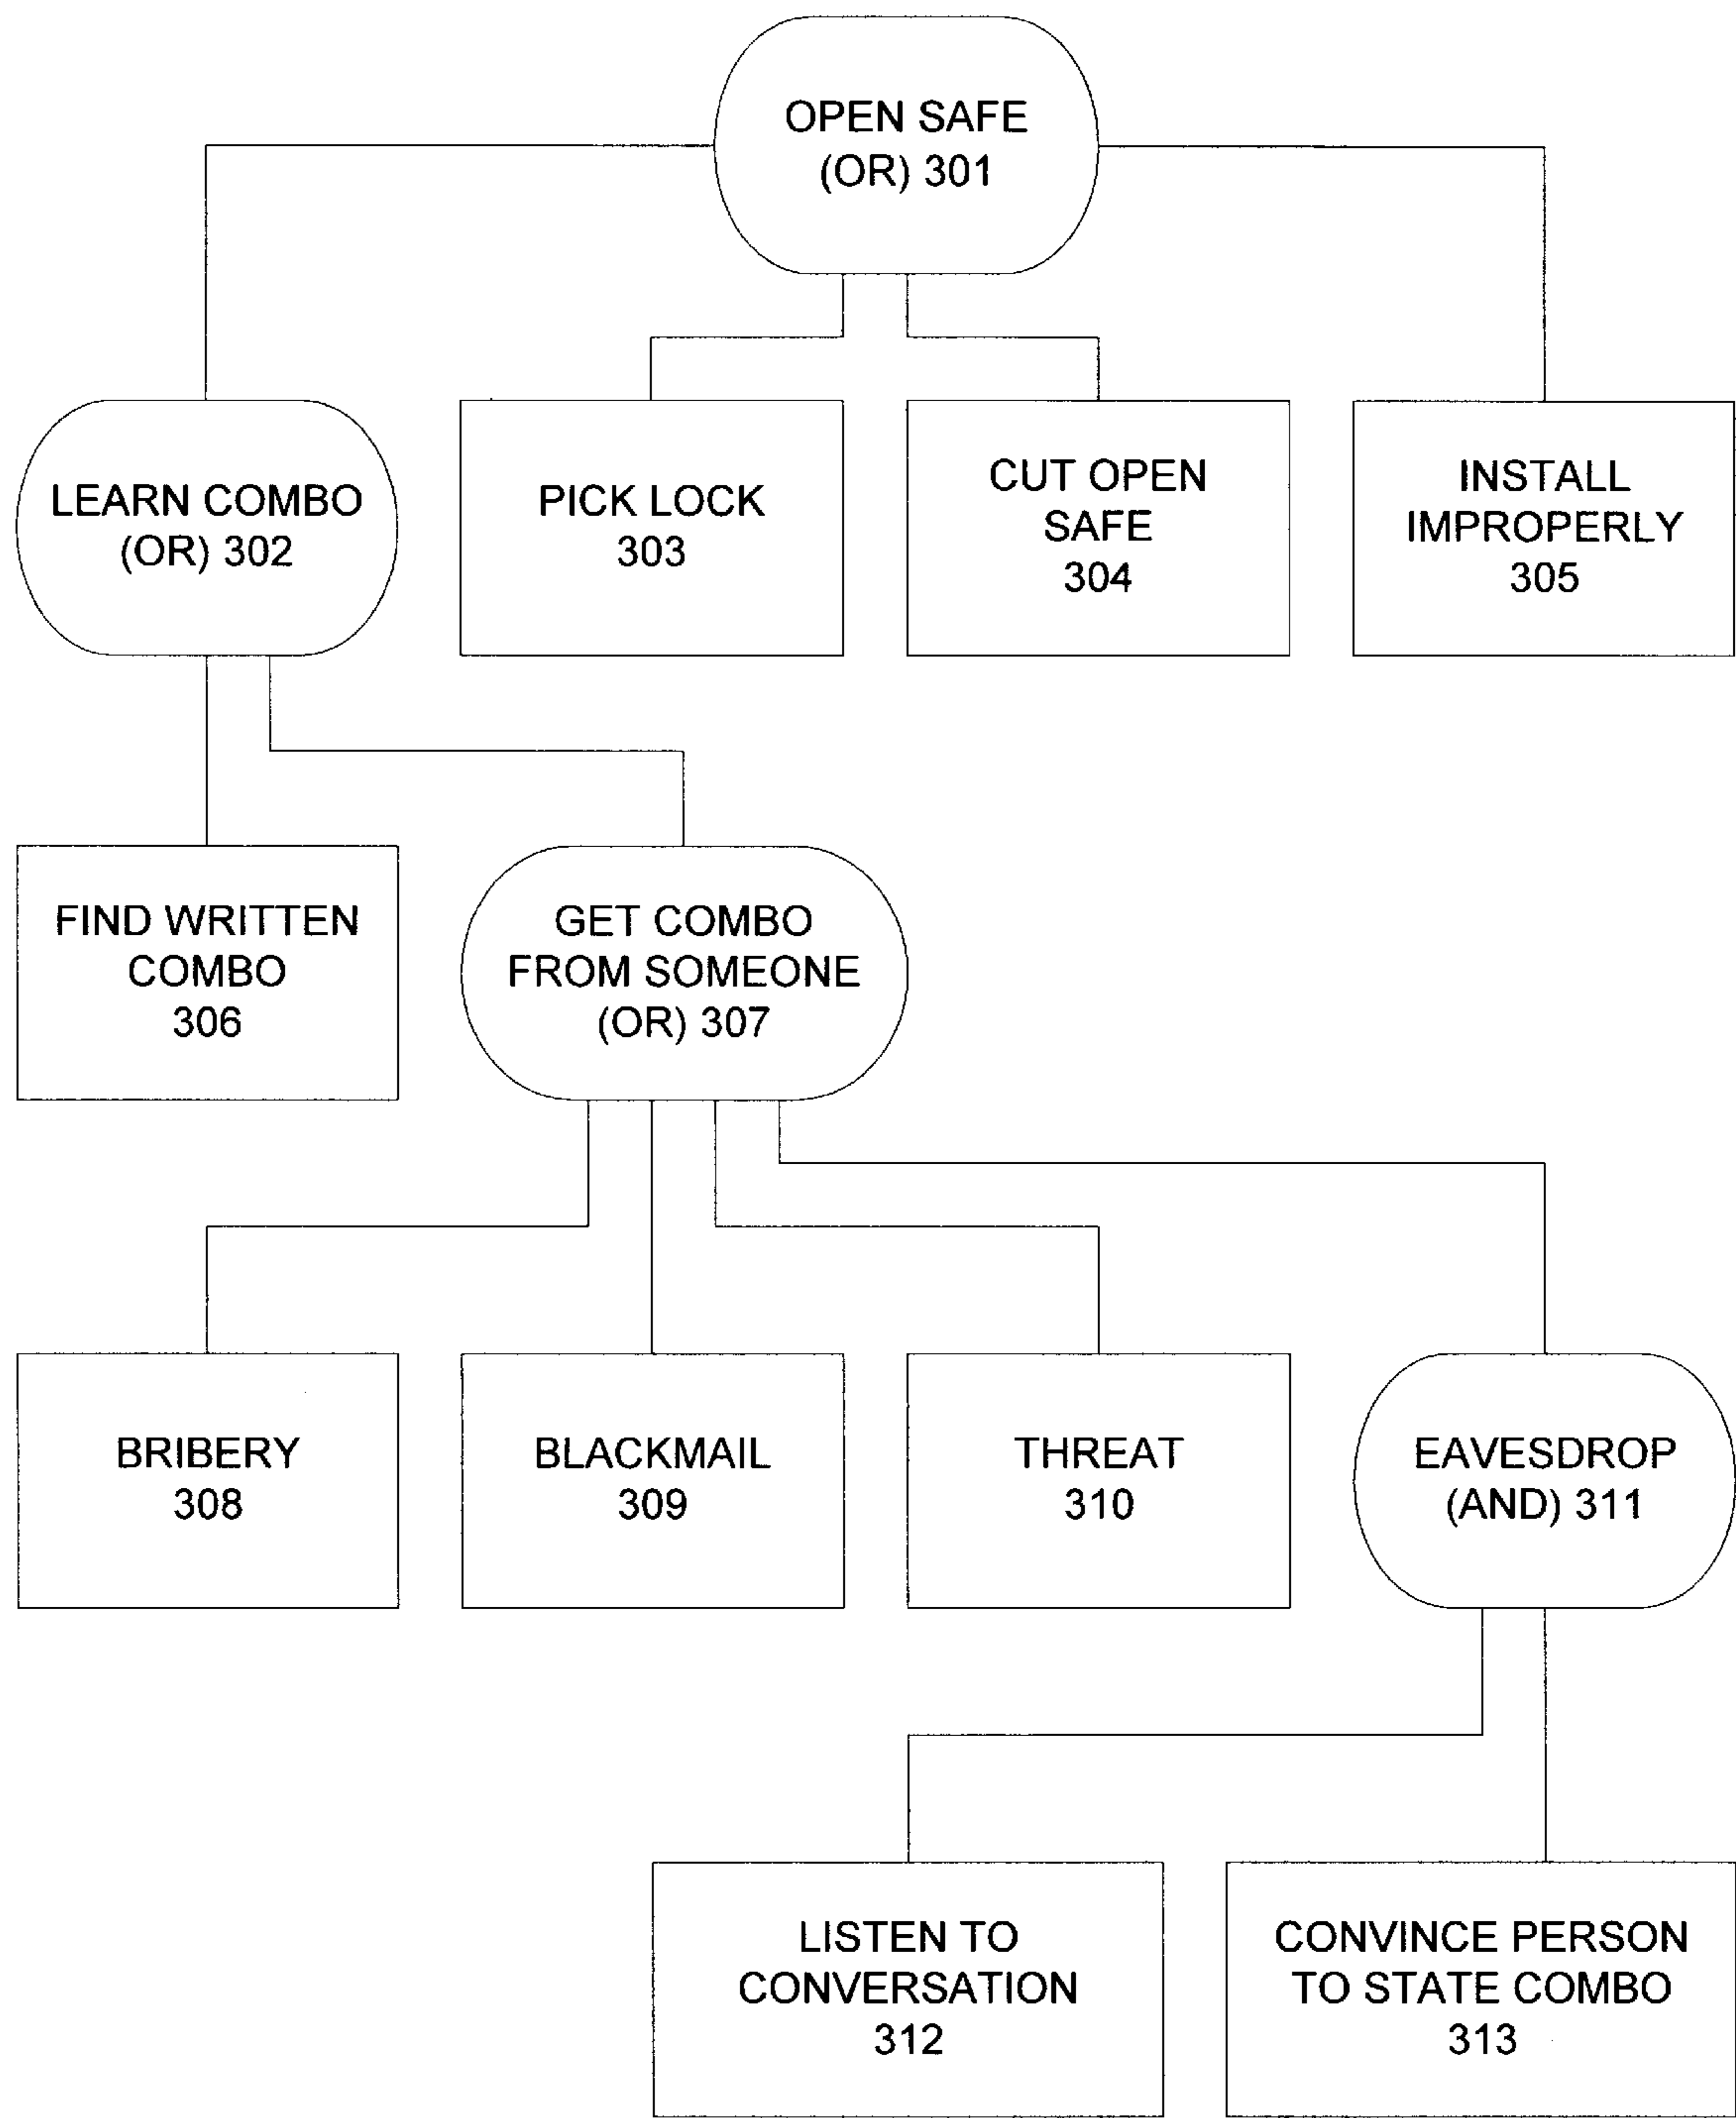 OPEN SAFE
(OR) 301
LEARN COMBO
(OR) 302
PICK LOCK
303
CUT OPEN
SAFE
304
INSTALL
IMPROPERLY
305
FIND WRITTEN
COMBO
306
GET COMBO
FROM SOMEONE
(OR) 307
BRIBERY
308
BLACKMAIL
309
THREAT
310
EAVESDROP
(AND) 311
LISTEN TO
CONVERSATION
312
CONVINCE PERSON
TO STATE COMBO
313